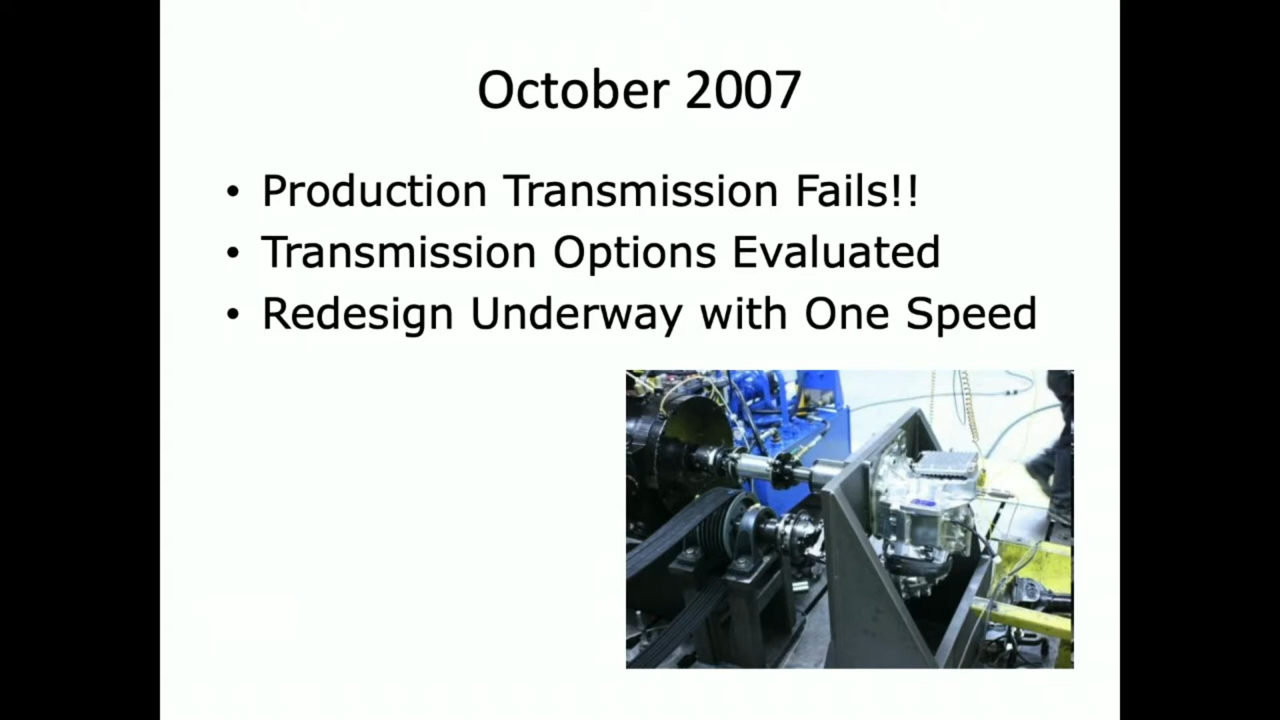 October 2007
• Production Transmission Fails!!
• Transmission Options Evaluated
• Redesign Underway with One Speed